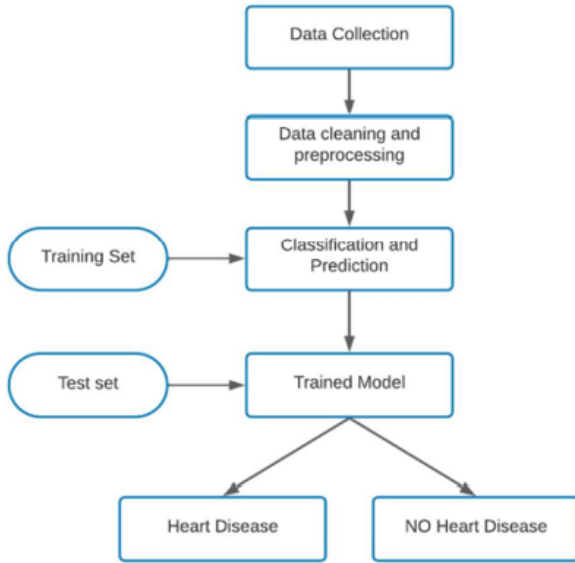 Data Collection
Data cleaning and
preprocessing
Training Set
Classification and
Prediction
Test set
Trained Model
Heart Disease
NO Heart Disease